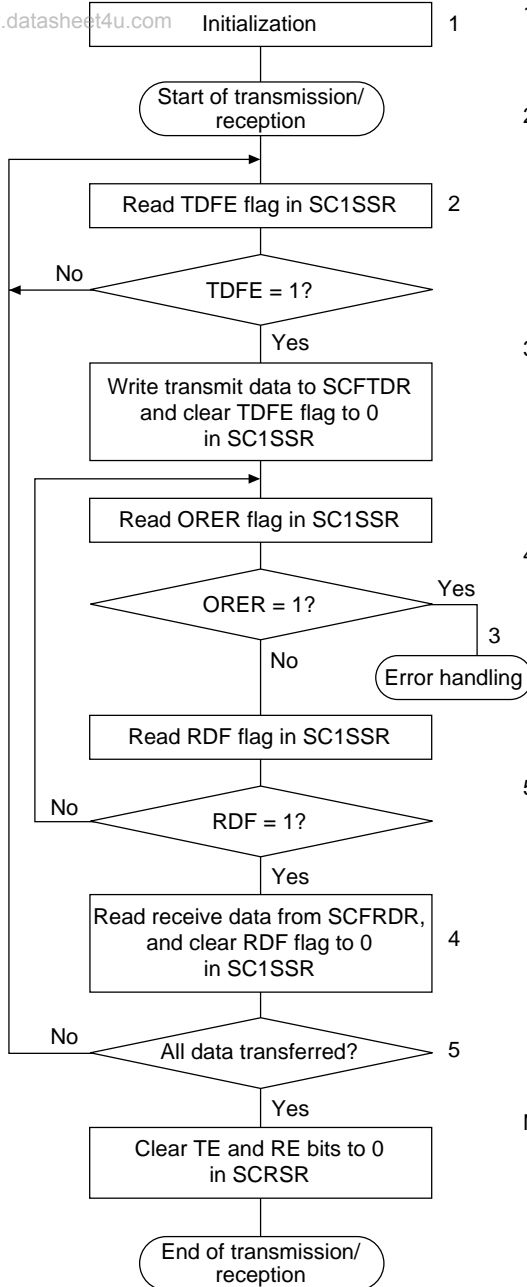 .datasheet4u.com
Initialization
1
Start of transmission/
reception
Read TDFE flag in SC1SSR
2
No
TDFE = 1?
Yes
Write transmit data to SCFTDR
and clear TDFE flag to 0
in SC1SSR
Read ORER flag in SC1SSR
ORER = 1?
Yes
3
No
Error handling
Read RDF flag in SC1SSR
No
RDF = 1?
Yes
Read receive data from SCFRDR,
and clear RDF flag to 0
in SC1SSR
4
No
All data transferred?
5
Yes
Clear TE and RE bits to 0
in SCRSR
End of transmission/
reception